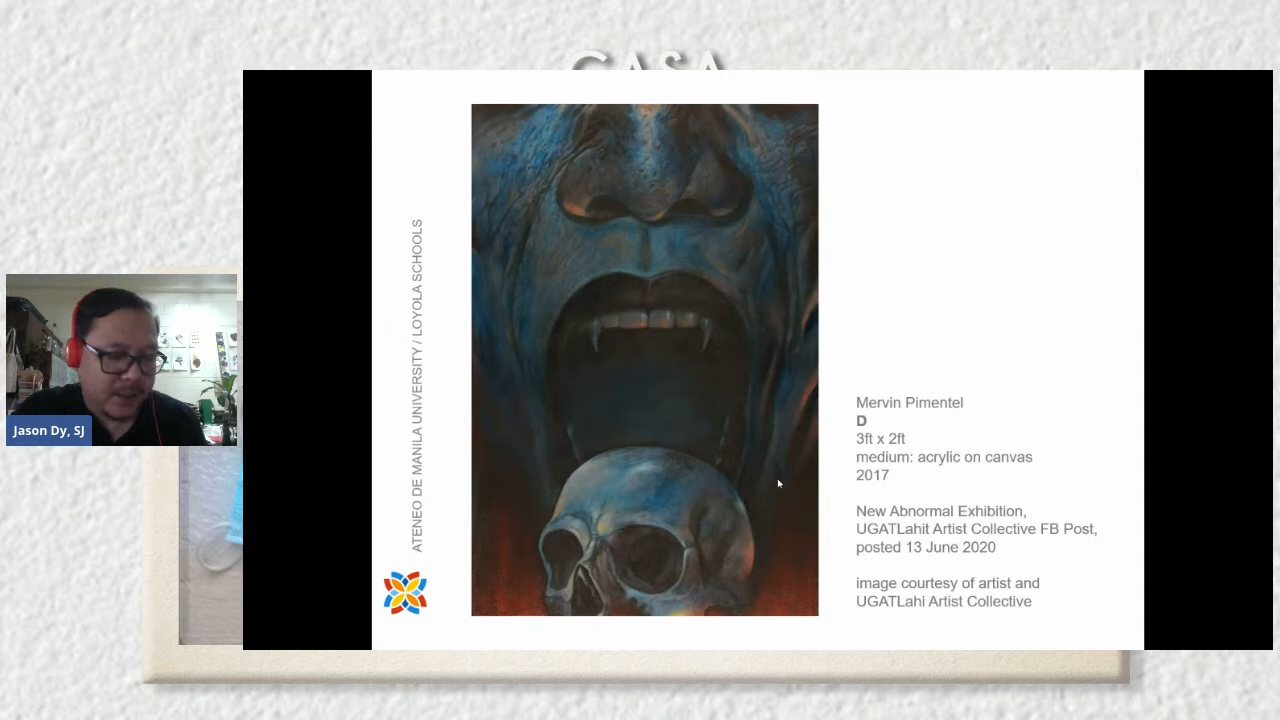 CASA
ATENEO DE MANILA UNIVERSITY / LOYOLA SCHOOLS
Jason Dy, SJ
Mervin Pimentel
D
3ft x 2ft
medium: acrylic on canvas
2017
New Abnormal Exhibition,
UGATLahit Artist Collective FB Post,
posted 13 June 2020
image courtesy of artist and
UGATLahi Artist Collective